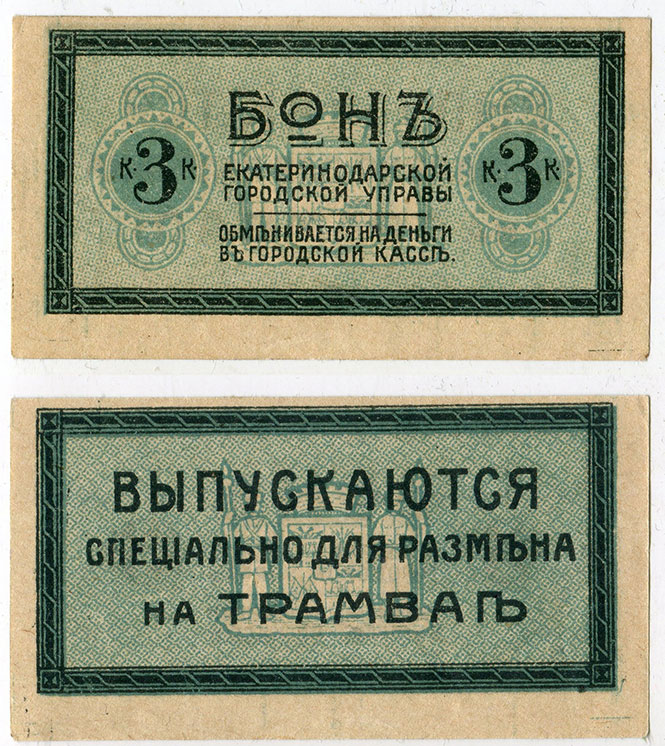 БОНЪ
К. 3 К. К. 3 К.
ЕКАТЕРИНОДАРСКОЙ
ГОРОДСКОЙ УПРАВЫ
ОБМѢНИВАЕТСЯ НА ДЕНЬГИ
ВЪ ГОРОДСКОЙ КАССѢ.
ВЫПУСКАЮТСЯ
СПЕЦІАЛЬНО ДЛЯ РАЗМѢНА
НА ТРАМВАѢ